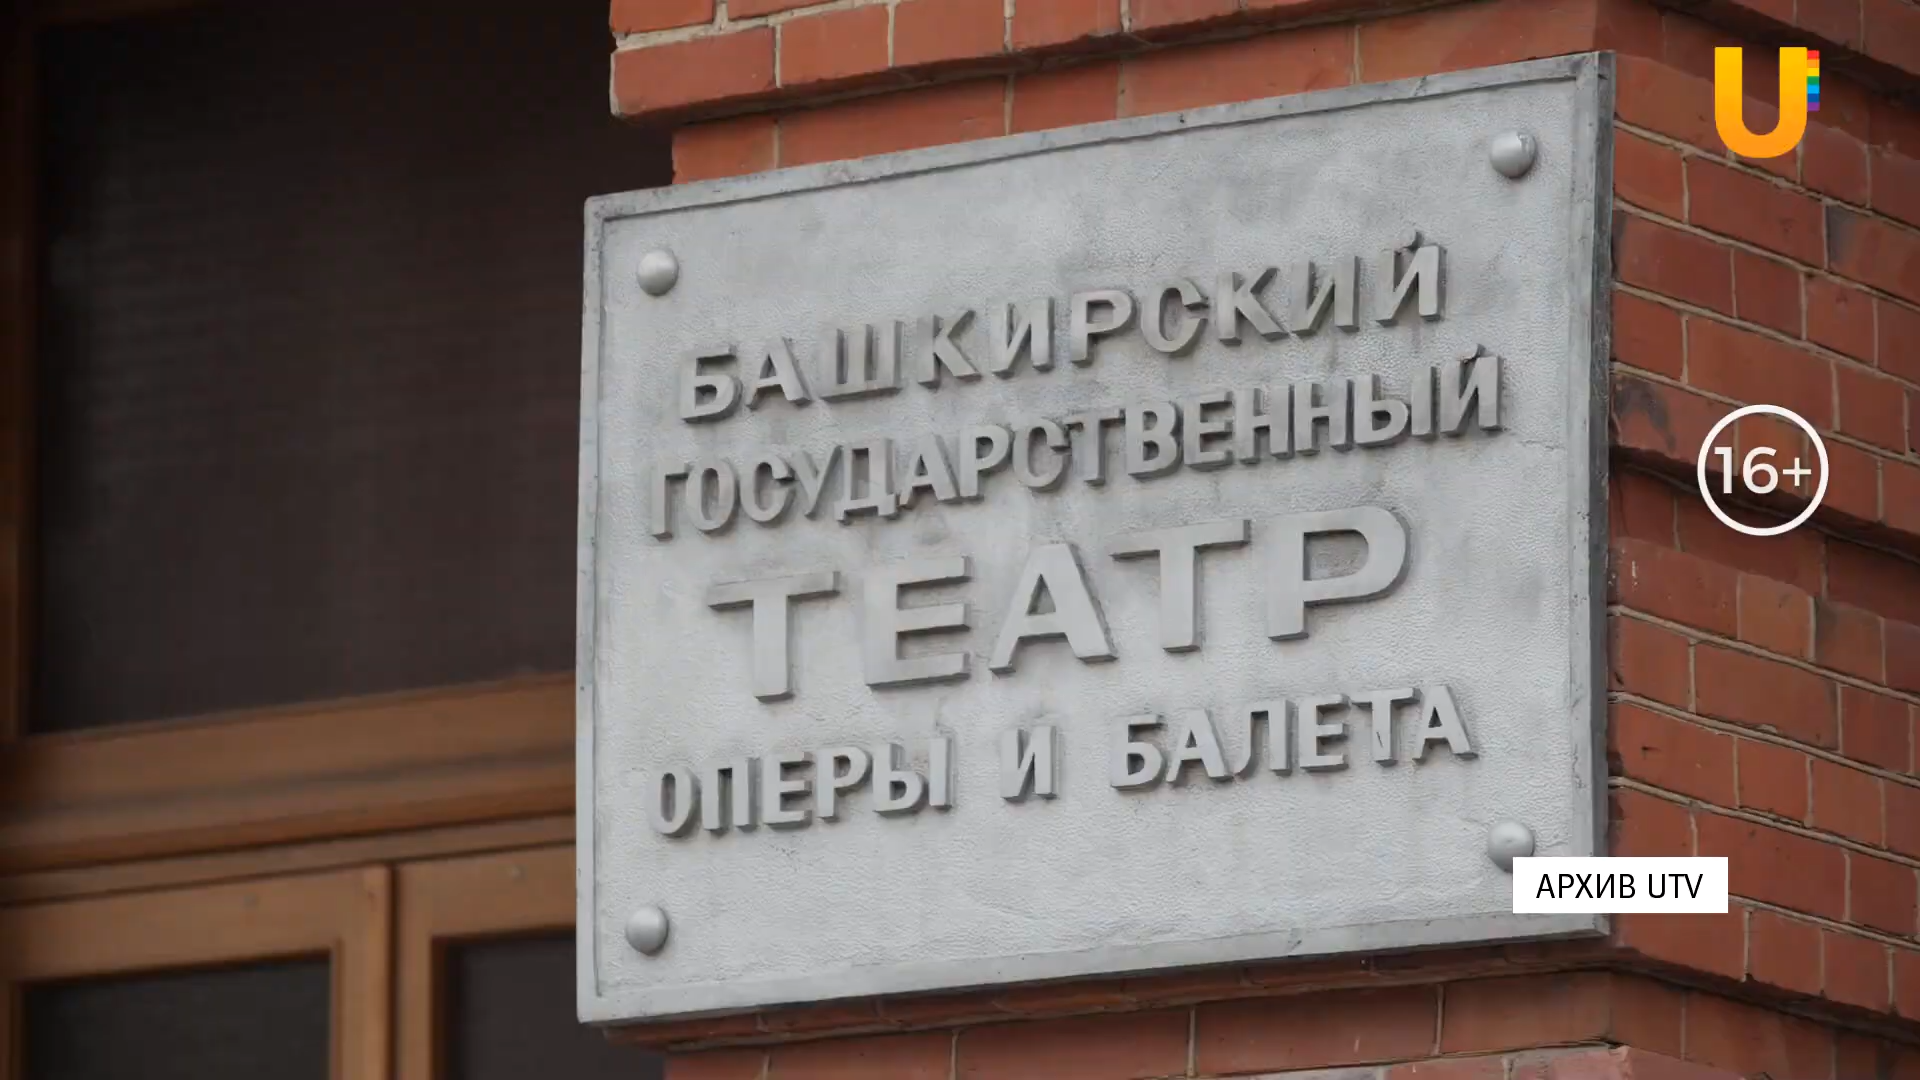 U
БАШКИРСКИЙ
ГОСУДАРСТВЕННЫЙ
ТЕАТР
ОПЕРЫ И БАЛЕТА
16+
АРХИВ UTV